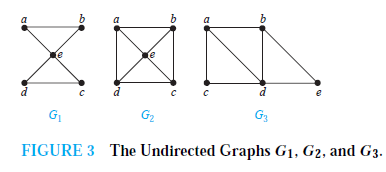 a b a b a b
e e
d c d c c d e
G1 G2 G3
FIGURE 3 The Undirected Graphs G1, G2, and G3.